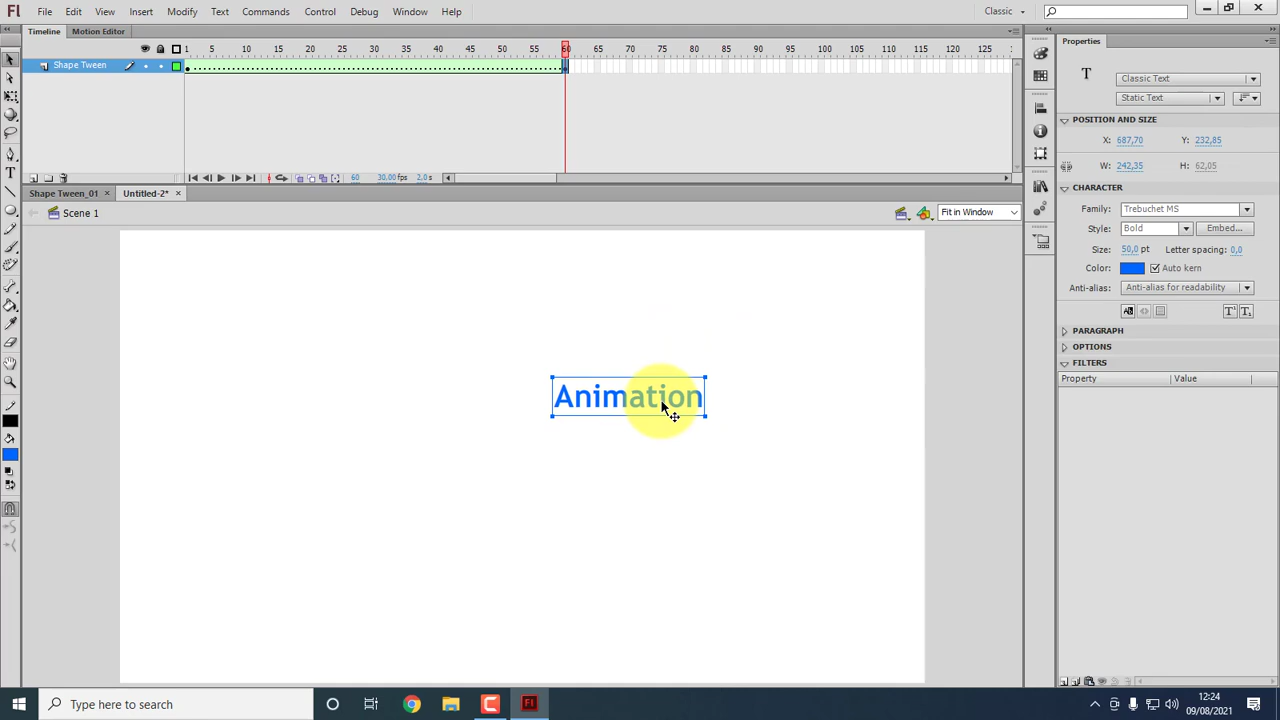 Fl File Edit View Insert Modify Text Commands Control Debug Window Help Classic
Timeline Motion Editor
1 5 10 15 20 25 30 35 40 45 50 55 60 65 70 75 80 85 90 95 100 105 110 115 120 125 1
Shape Tween
60 30,00 fps 2,0 s
Shape Tween_01 Untitled-2*
Scene 1 Fit in Window
Animation
Properties
T Classic Text
Static Text
POSITION AND SIZE
X: 687,70 Y: 232,85
W: 242,35 H: 62,05
CHARACTER
Family: Trebuchet MS
Style: Bold Embed...
Size: 50,0 pt Letter spacing: 0,0
Color: Auto kern
Anti-alias: Anti-alias for readability
PARAGRAPH
OPTIONS
FILTERS
Property Value
Type here to search
12:24
09/08/2021